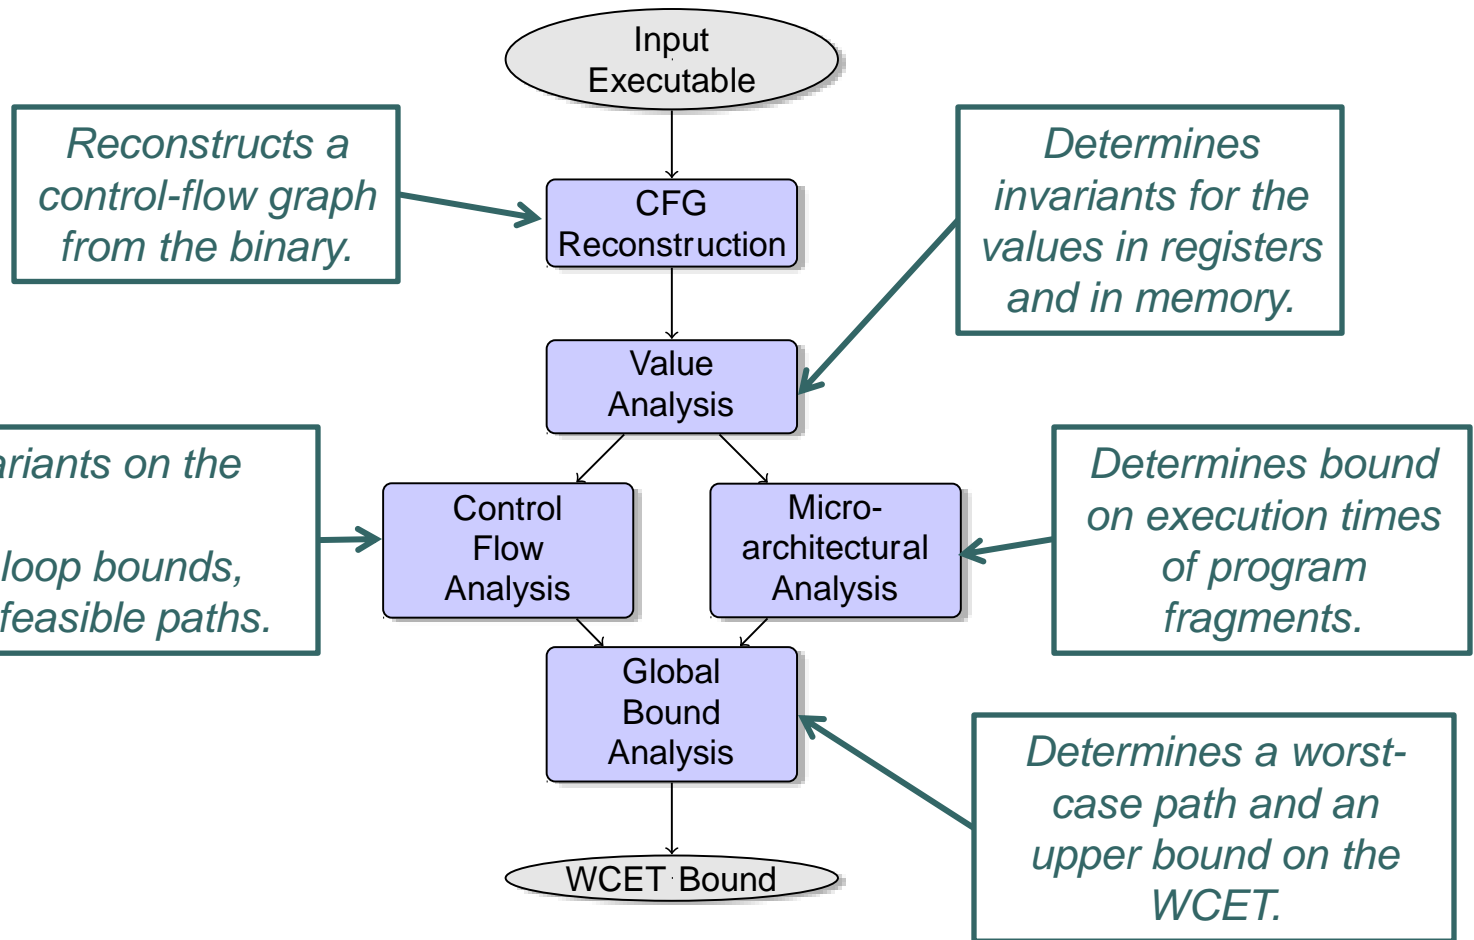 Input
Executable
Reconstructs a
control-flow graph
from the binary.
CFG
Reconstruction
Determines
invariants for the
values in registers
and in memory.
Value
Analysis
on the
loop bounds,
feasible paths.
Control
Flow
Analysis
Micro-
architectural
Analysis
Determines bound
on execution times
of program
fragments.
Global
Bound
Analysis
Determines a worst-
case path and an
upper bound on the
WCET.
WCET Bound